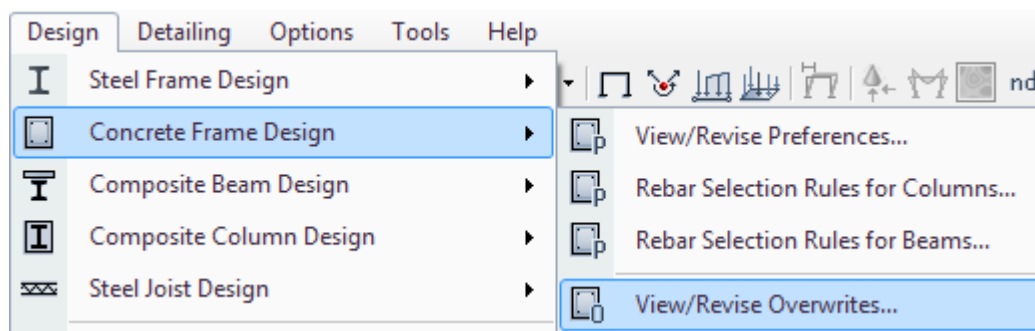 Design Detailing Options Tools Help
Steel Frame Design
nd
Concrete Frame Design
View/Revise Preferences...
Composite Beam Design
Rebar Selection Rules for Columns...
Composite Column Design
Rebar Selection Rules for Beams...
Steel Joist Design
View/Revise Overwrites...